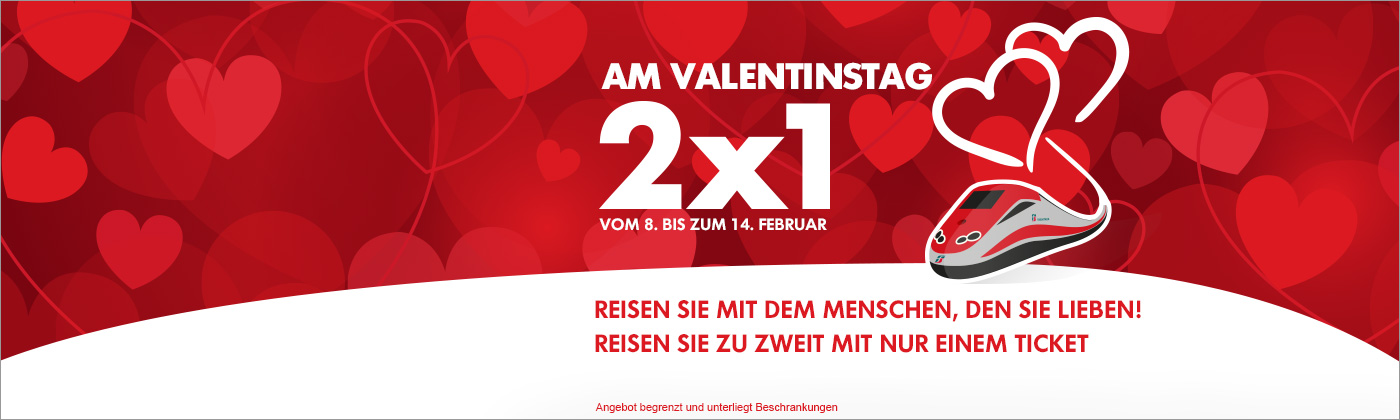 AM VALENTINSTAG
2x1
VOM 8. BIS ZUM 14. FEBRUAR
REISEN SIE MIT DEM MENSCHEN, DEN SIE LIEBEN!
REISEN SIE ZU ZWEIT MIT NUR EINEM TICKET
Angebot begrenzt und unterliegt Beschrankungen